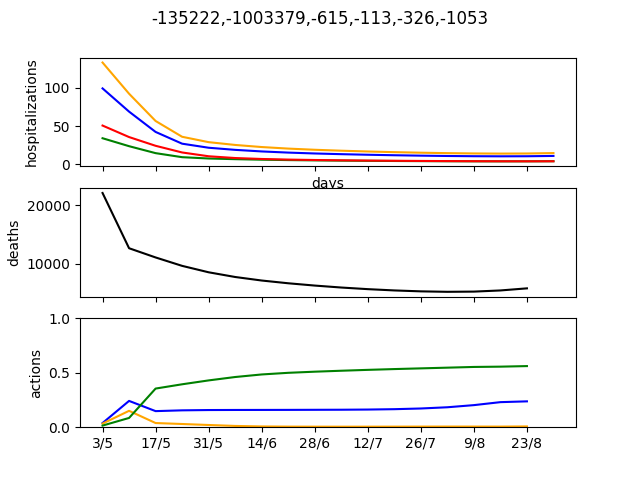 -135222,-1003379,-615,-113,-326,-1053
hospitalizations
100
50
0
days
deaths
20000
10000
actions
1.0
0.5
0.0
3/5 17/5 31/5 14/6 28/6 12/7 26/7 9/8 23/8